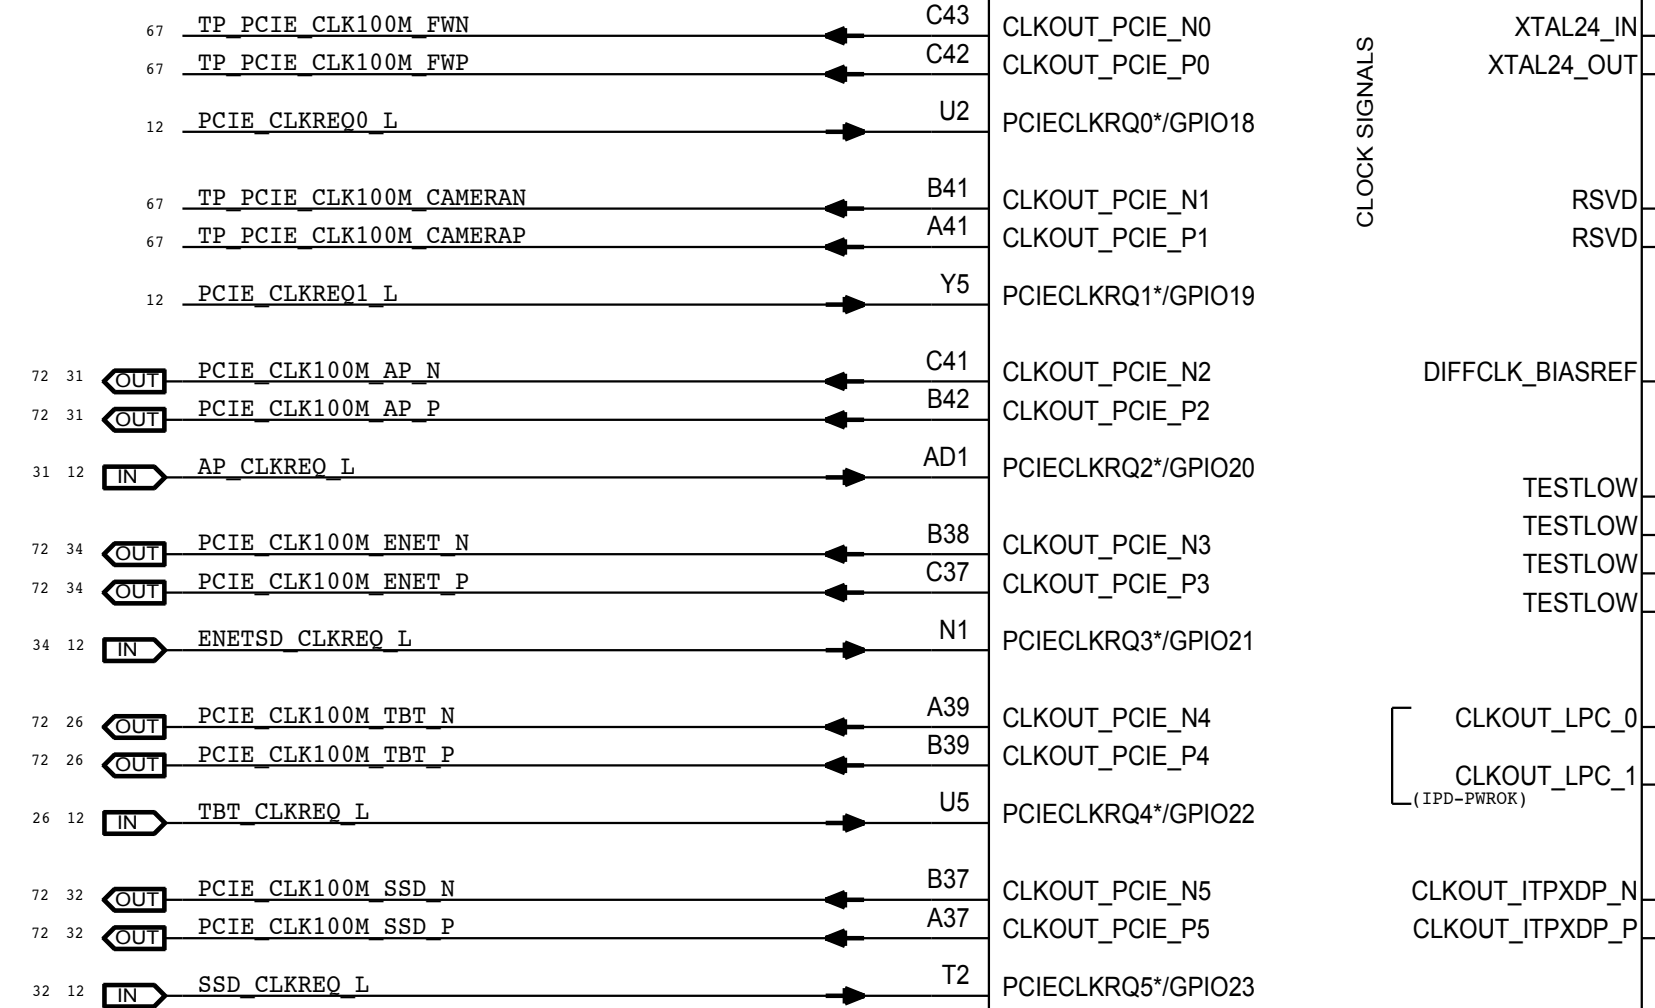 67 TP_PCIE_CLK100M_FWN C43 CLKOUT_PCIE_N0 XTAL24_IN
67 TP_PCIE_CLK100M_FWP C42 CLKOUT_PCIE_P0 XTAL24_OUT
12 PCIE_CLKREQ0_L U2 PCIECLKRQ0*/GPIO18
CLOCK SIGNALS
67 TP_PCIE_CLK100M_CAMERAN B41 CLKOUT_PCIE_N1 RSVD
67 TP_PCIE_CLK100M_CAMERAP A41 CLKOUT_PCIE_P1 RSVD
12 PCIE_CLKREQ1_L Y5 PCIECLKRQ1*/GPIO19
72 31 OUT PCIE_CLK100M_AP_N C41 CLKOUT_PCIE_N2 DIFFCLK_BIASREF
72 31 OUT PCIE_CLK100M_AP_P B42 CLKOUT_PCIE_P2
31 12 IN AP_CLKREQ_L AD1 PCIECLKRQ2*/GPIO20
TESTLOW
TESTLOW
72 34 OUT PCIE_CLK100M_ENET_N B38 CLKOUT_PCIE_N3
TESTLOW
72 34 OUT PCIE_CLK100M_ENET_P C37 CLKOUT_PCIE_P3
TESTLOW
34 12 IN ENETSD_CLKREQ_L N1 PCIECLKRQ3*/GPIO21
72 26 OUT PCIE_CLK100M_TBT_N A39 CLKOUT_PCIE_N4 CLKOUT_LPC_0
72 26 OUT PCIE_CLK100M_TBT_P B39 CLKOUT_PCIE_P4
CLKOUT_LPC_1
(IPD-PWROK)
26 12 IN TBT_CLKREQ_L U5 PCIECLKRQ4*/GPIO22
72 32 OUT PCIE_CLK100M_SSD_N B37 CLKOUT_PCIE_N5 CLKOUT_ITPXDP_N
72 32 OUT PCIE_CLK100M_SSD_P A37 CLKOUT_PCIE_P5 CLKOUT_ITPXDP_P
32 12 IN SSD_CLKREQ_L T2 PCIECLKRQ5*/GPIO23